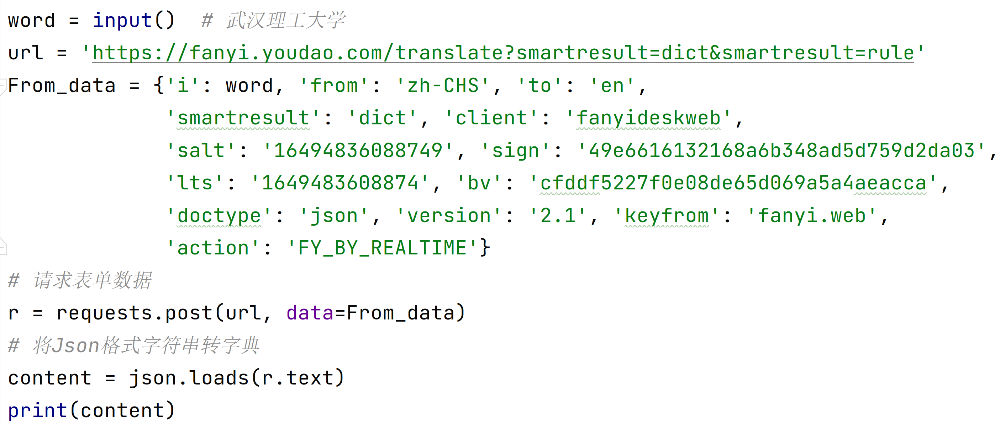 word = input()  # 武汉理工大学
url = 'https://fanyi.youdao.com/translate?smartresult=dict&smartresult=rule'
From_data = {'i': word, 'from': 'zh-CHS', 'to': 'en',
             'smartresult': 'dict', 'client': 'fanyideskweb',
             'salt': '16494836088749', 'sign': '49e6616132168a6b348ad5d759d2da03',
             'lts': '1649483608874', 'bv': 'cfddf5227f0e08de65d069a5a4aeacca',
             'doctype': 'json', 'version': '2.1', 'keyfrom': 'fanyi.web',
             'action': 'FY_BY_REALTIME'}
# 请求表单数据
r = requests.post(url, data=From_data)
# 将Json格式字符串转字典
content = json.loads(r.text)
print(content)